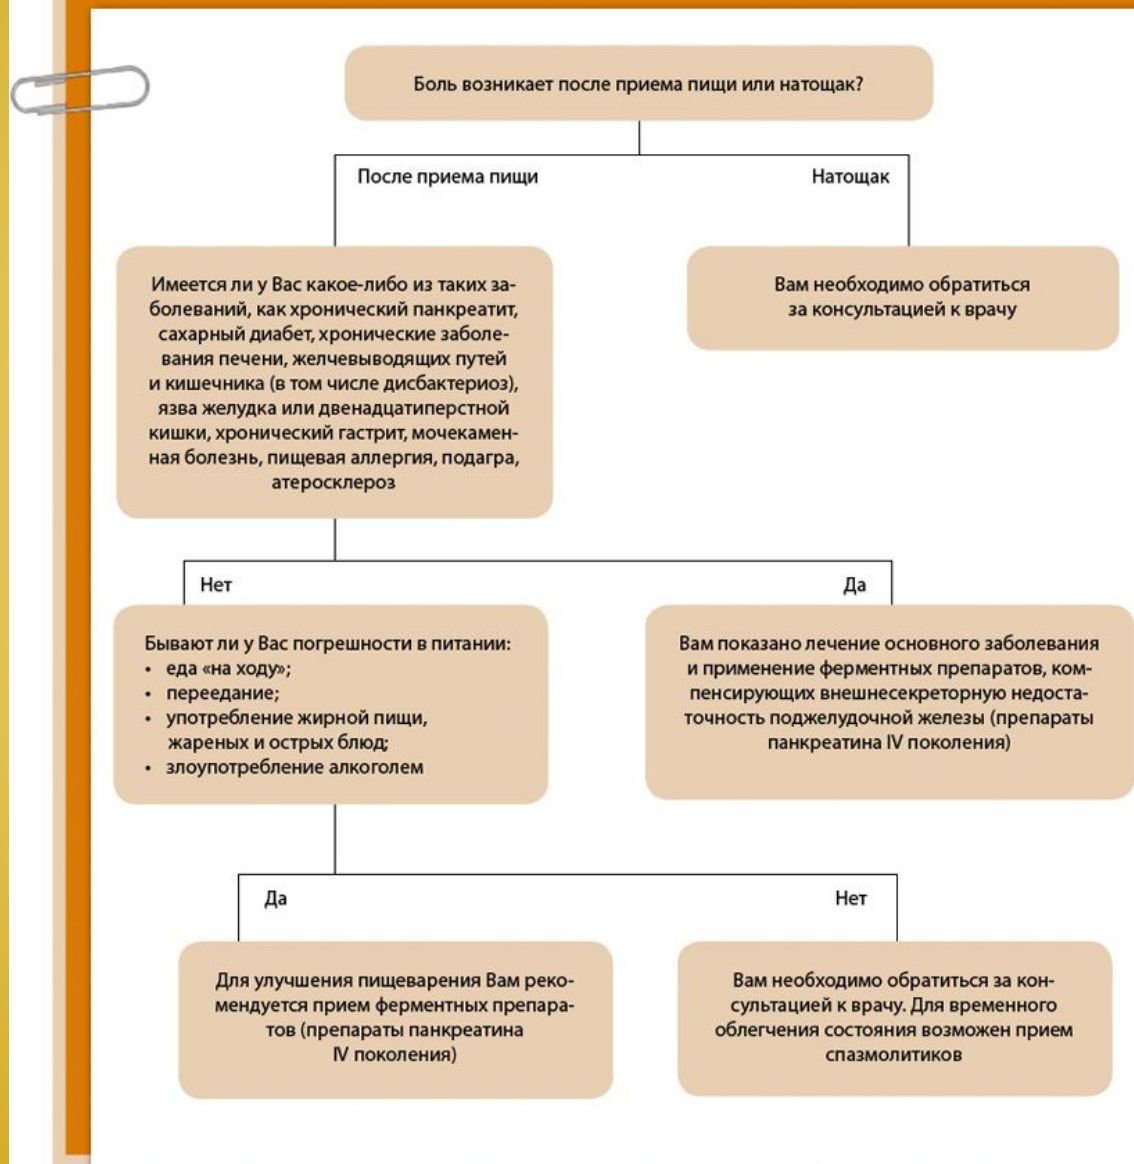 Боль возникает после приема пищи или натощак?
После приема пищи
Натощак
Имеется ли у Вас какое-либо из таких за-
болеваний, как хронический панкреатит,
сахарный диабет, хронические заболе-
вания печени, желчевыводящих путей
и кишечника (в том числе дисбактериоз),
язва желудка или двенадцатиперстной
кишки, хронический гастрит, мочекамен-
ная болезнь, пищевая аллергия, подагра,
атеросклероз
Вам необходимо обратиться
за консультацией к врачу
Нет
Да
Бывают ли у Вас погрешности в питании:
• еда «на ходу»;
• переедание;
• употребление жирной пищи,
жареных и острых блюд;
• злоупотребление алкоголем
Вам показано лечение основного заболевания
и применение ферментных препаратов, ком-
пенсирующих внешнесекреторную недоста-
точность поджелудочной железы (препараты
панкреатина IV поколения)
Да
Нет
Для улучшения пищеварения Вам реко-
мендуется прием ферментных препара-
тов (препараты панкреатина
IV поколения)
Вам необходимо обратиться за кон-
сультацией к врачу. Для временного
облегчения состояния возможен прием
спазмолитиков